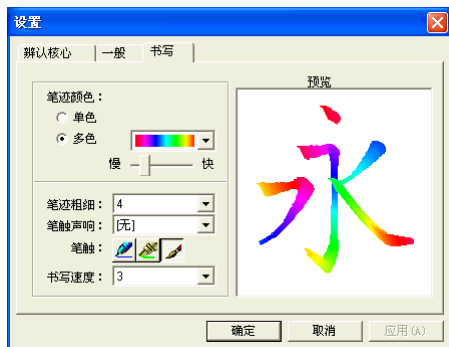 设置
辨认核心 一般 书写
预览
笔迹颜色：
单色
多色
慢 快
笔迹粗细： 4
笔触声响： [无]
笔触：
书写速度： 3
永
确定 取消 应用(A)